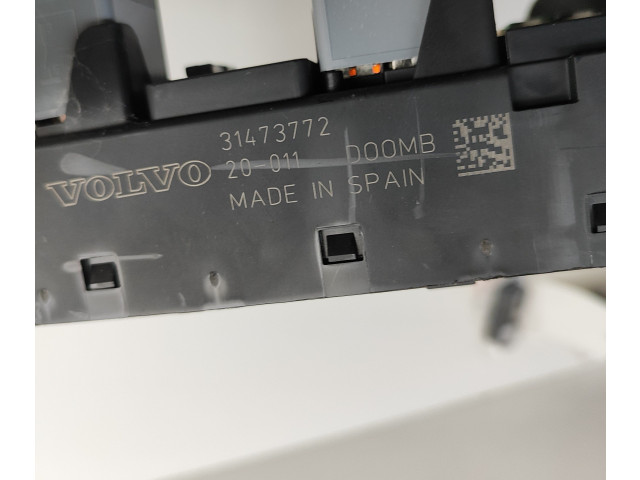 31473772
VOLVO 20-011 D00MB
MADE IN SPAIN